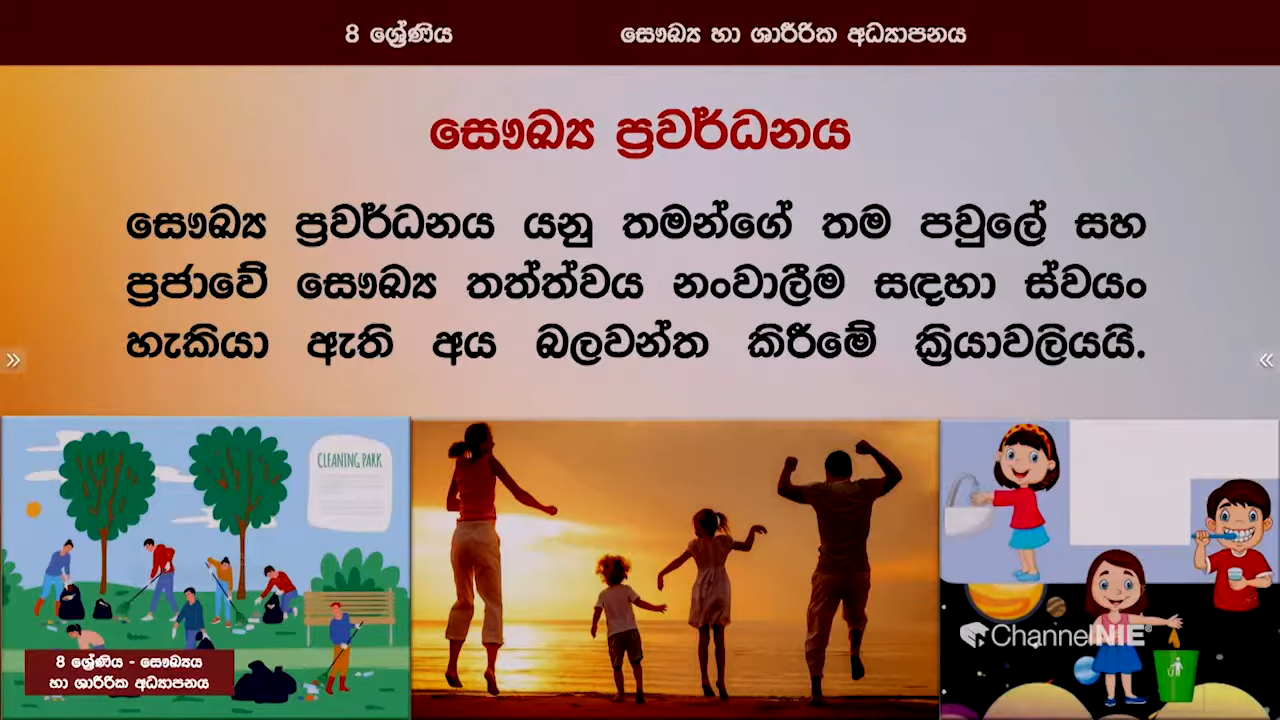 8 ශ්‍රේණිය සෞඛ්‍ය හා ශාරීරික අධ්‍යාපනය
සෞඛ්‍ය ප්‍රවර්ධනය
සෞඛ්‍ය ප්‍රවර්ධනය යනු තමන්ගේ තම පවුලේ සහ
ප්‍රජාවේ සෞඛ්‍ය තත්ත්වය නංවාලීම සඳහා ස්වයං
හැකියා ඇති අය බලවන්ත කිරීමේ ක්‍රියාවලියයි.
CLEANING PARK
ChannelNIE®
8 ශ්‍රේණිය - සෞඛ්‍යය
හා ශාරීරික අධ්‍යාපනය